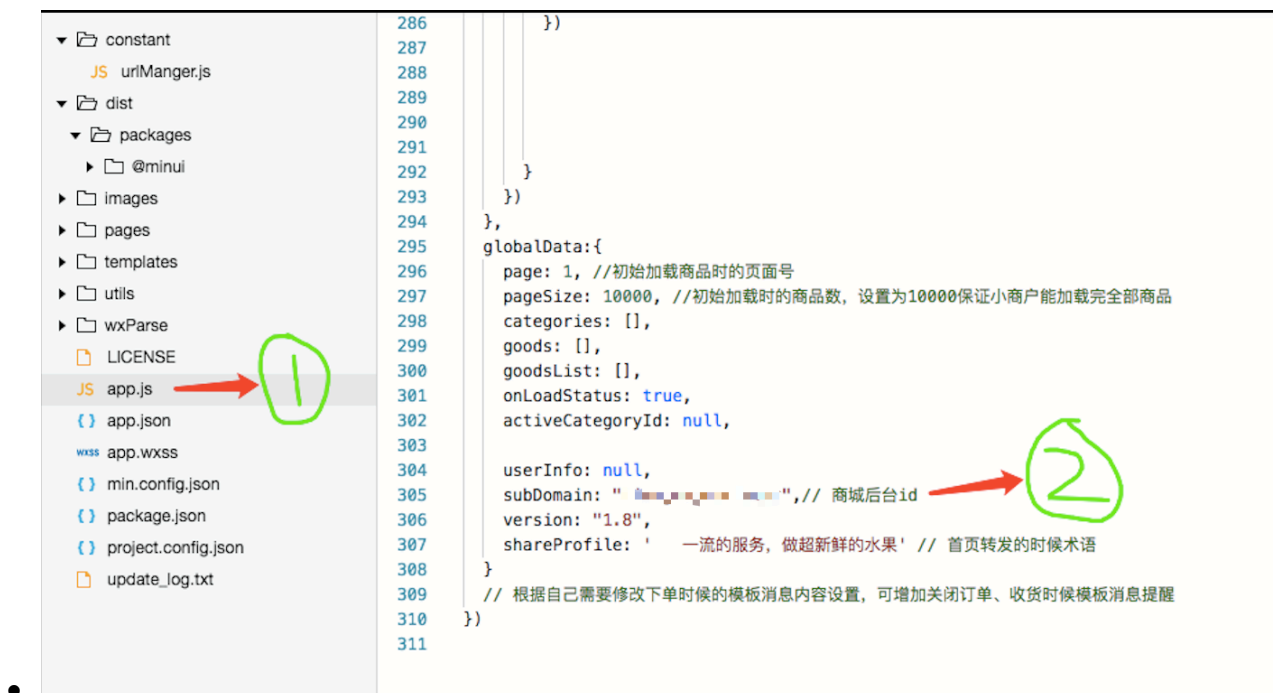 constant
JS urlManger.js
dist
packages
@minui
images
pages
templates
utils
wxParse
LICENSE
JS app.js
1
{ } app.json
wxss app.wxss
{ } min.config.json
{ } package.json
{ } project.config.json
update_log.txt
286 })
287
288
289
290
291
292 }
293 })
294 },
295 globalData:{
296 page: 1, //初始加载商品时的页面号
297 pageSize: 10000, //初始加载时的商品数，设置为10000保证小商户能加载完全部商品
298 categories: [],
299 goods: [],
300 goodsList: [],
301 onLoadStatus: true,
302 activeCategoryId: null,
303
304 userInfo: null,
305 subDomain: " ",// 商城后台id
2
306 version: "1.8",
307 shareProfile: '   一流的服务，做超新鲜的水果' // 首页转发的时候术语
308 }
309 // 根据自己需要修改下单时候的模板消息内容设置，可增加关闭订单、收货时候模板消息提醒
310 })
311